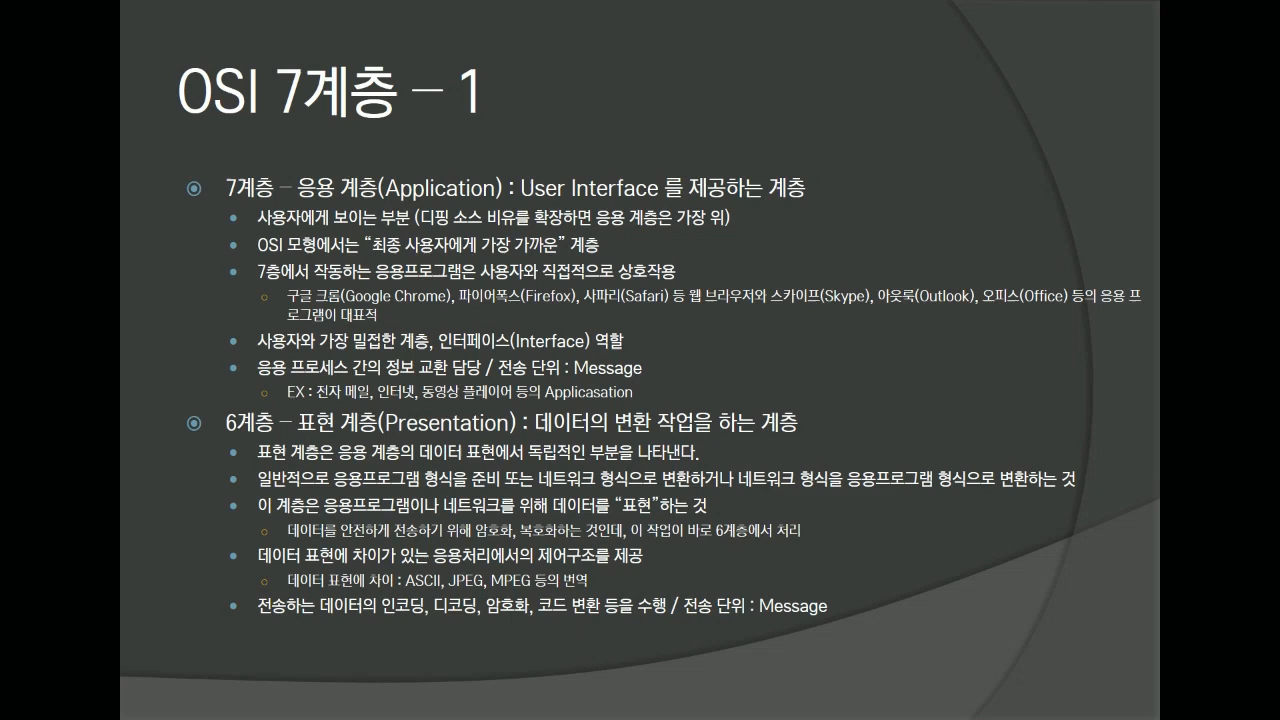 OSI 7계층 – 1
7계층 – 응용 계층(Application) : User Interface 를 제공하는 계층
사용자에게 보이는 부분 (디핑 소스 비유를 확장하면 응용 계층은 가장 위)
OSI 모형에서는 “최종 사용자에게 가장 가까운” 계층
7층에서 작동하는 응용프로그램은 사용자와 직접적으로 상호작용
구글 크롬(Google Chrome), 파이어폭스(Firefox), 사파리(Safari) 등 웹 브라우저와 스카이프(Skype), 아웃룩(Outlook), 오피스(Office) 등의 응용 프
로그램이 대표적
사용자와 가장 밀접한 계층, 인터페이스(Interface) 역할
응용 프로세스 간의 정보 교환 담당 / 전송 단위 : Message
EX : 전자 메일, 인터넷, 동영상 플레이어 등의 Applicasation
6계층 – 표현 계층(Presentation) : 데이터의 변환 작업을 하는 계층
표현 계층은 응용 계층의 데이터 표현에서 독립적인 부분을 나타낸다.
일반적으로 응용프로그램 형식을 준비 또는 네트워크 형식으로 변환하거나 네트워크 형식을 응용프로그램 형식으로 변환하는 것
이 계층은 응용프로그램이나 네트워크를 위해 데이터를 “표현”하는 것
데이터를 안전하게 전송하기 위해 암호화, 복호화하는 것인데, 이 작업이 바로 6계층에서 처리
데이터 표현에 차이가 있는 응용처리에서의 제어구조를 제공
데이터 표현에 차이 : ASCII, JPEG, MPEG 등의 번역
전송하는 데이터의 인코딩, 디코딩, 암호화, 코드 변환 등을 수행 / 전송 단위 : Message